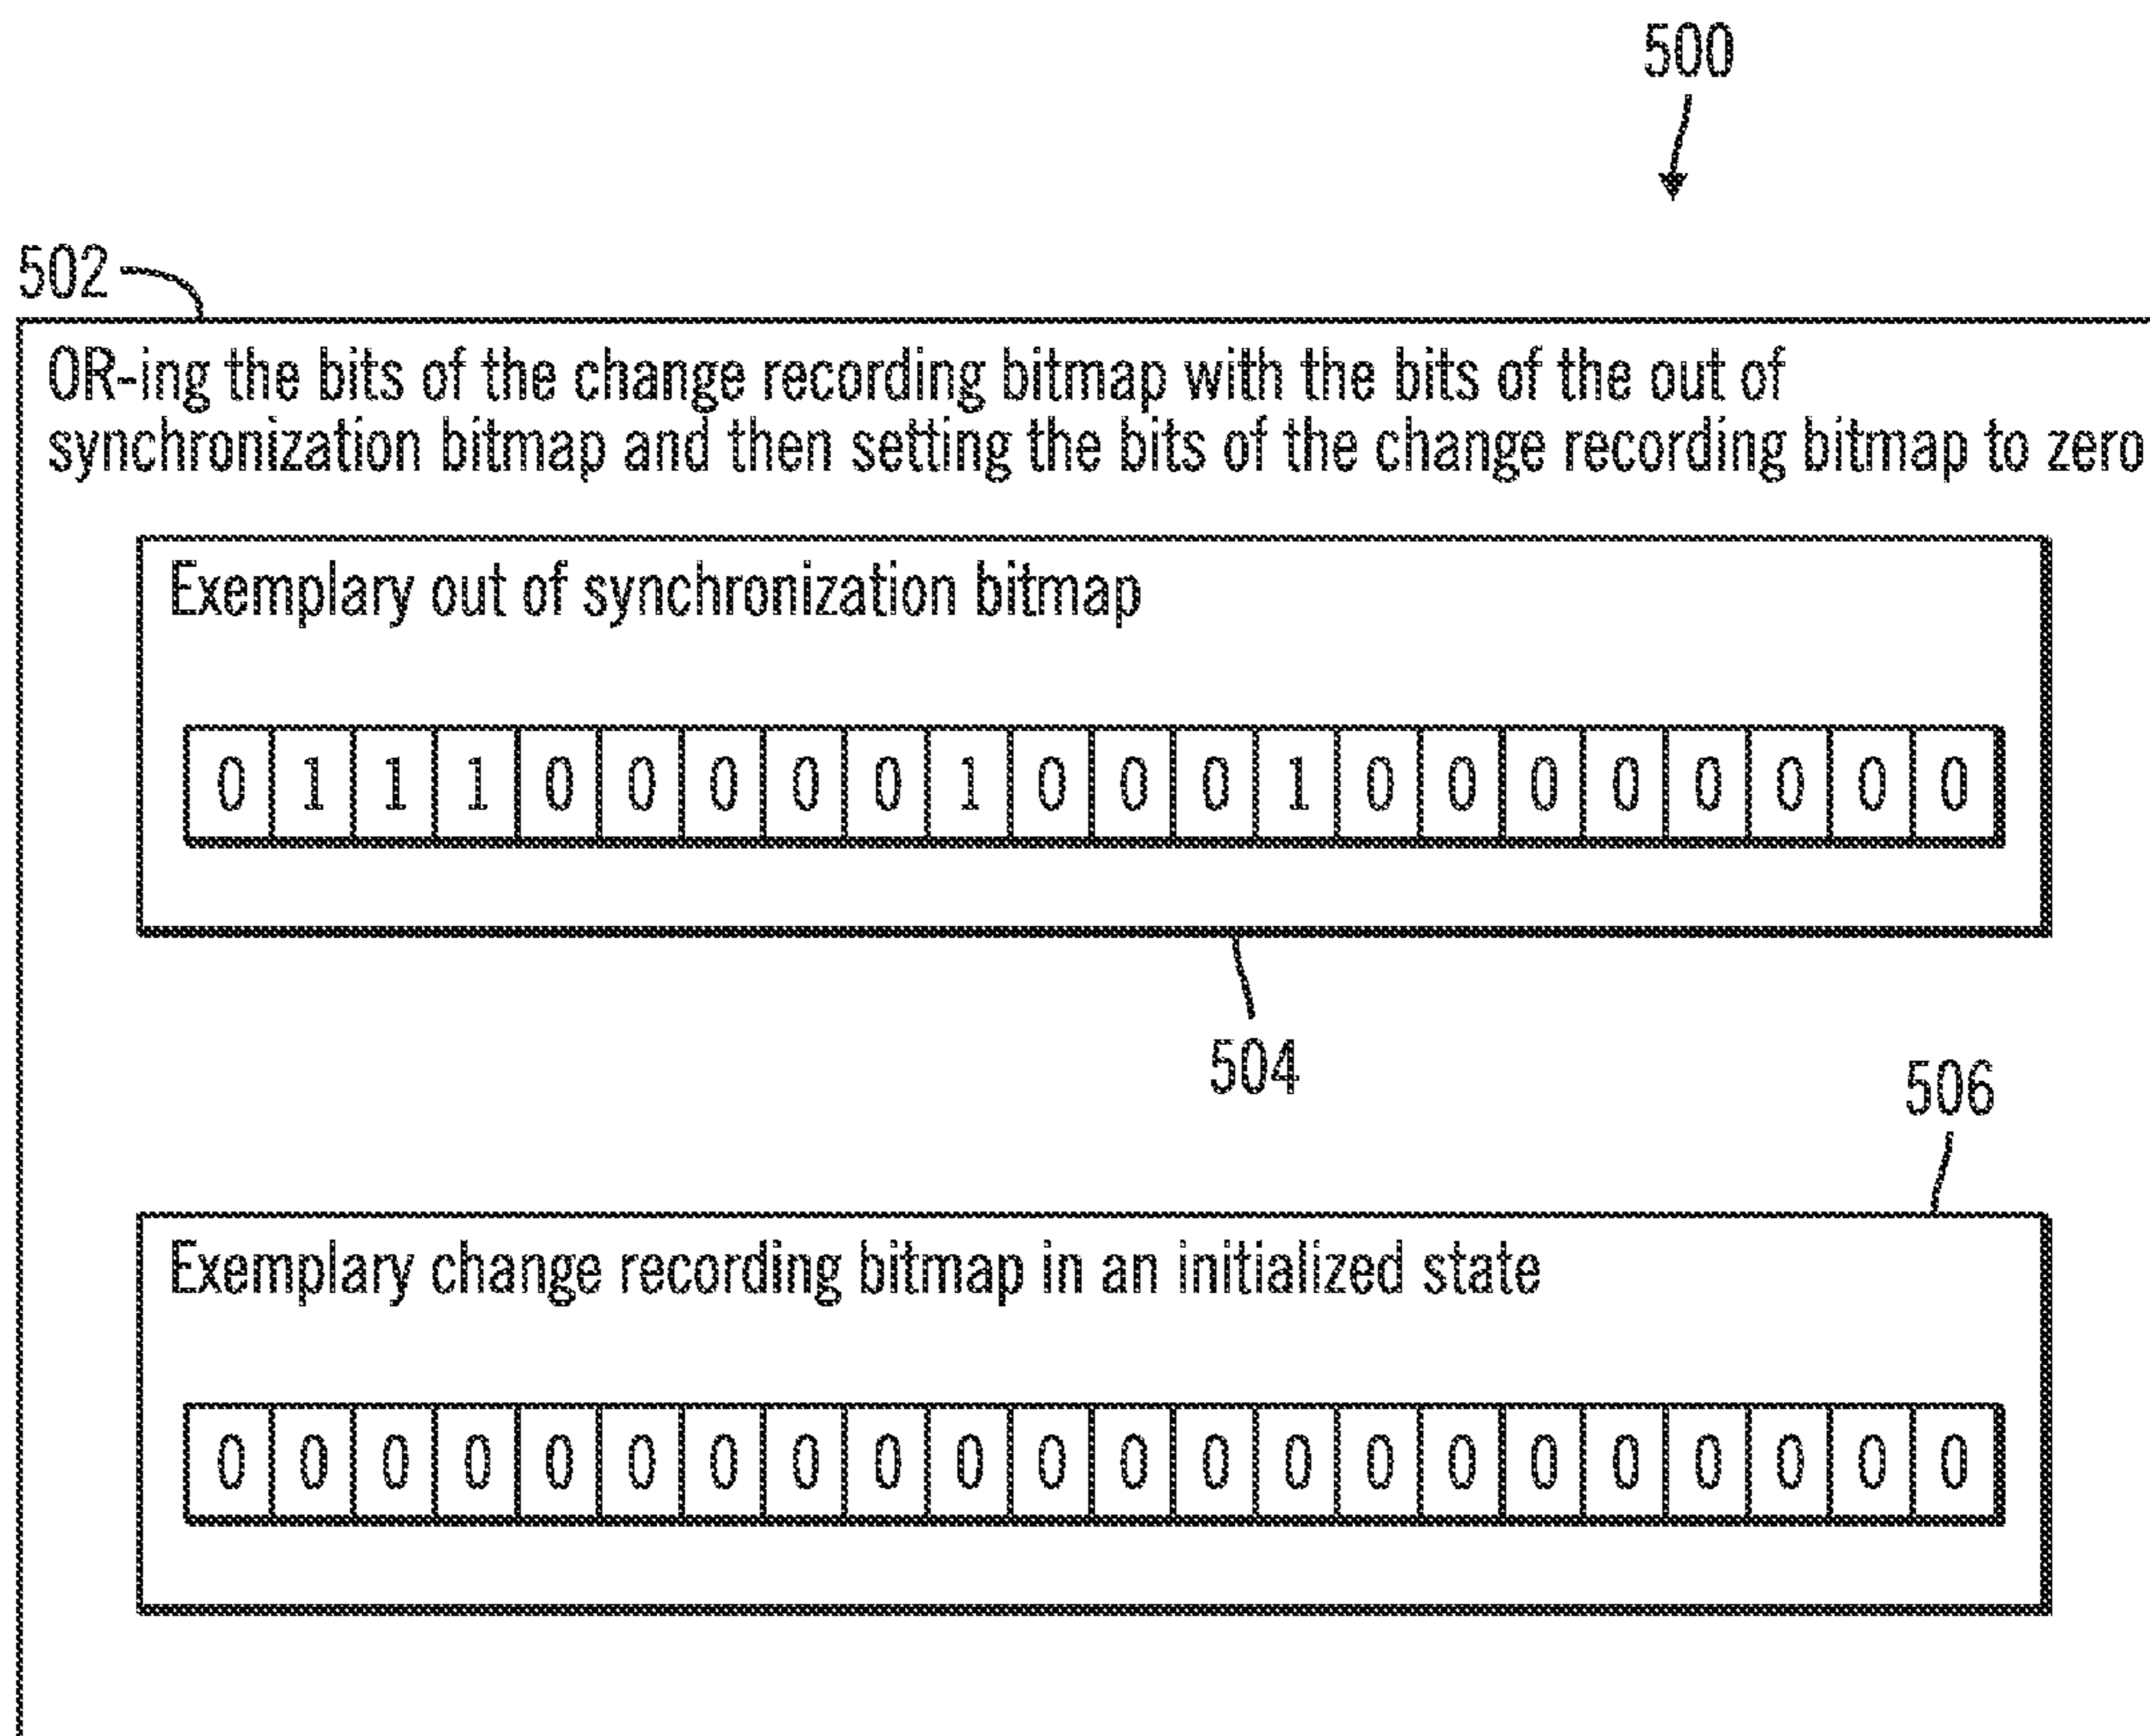 500
502
OR-ing the bits of the change recording bitmap with the bits of the out of
synchronization bitmap and then setting the bits of the change recording bitmap to zero
Exemplary out of synchronization bitmap
0 1 1 1 0 0 0 0 0 1 0 0 0 1 0 0 0 0 0 0 0 0
504
506
Exemplary change recording bitmap in an initialized state
0 0 0 0 0 0 0 0 0 0 0 0 0 0 0 0 0 0 0 0 0 0